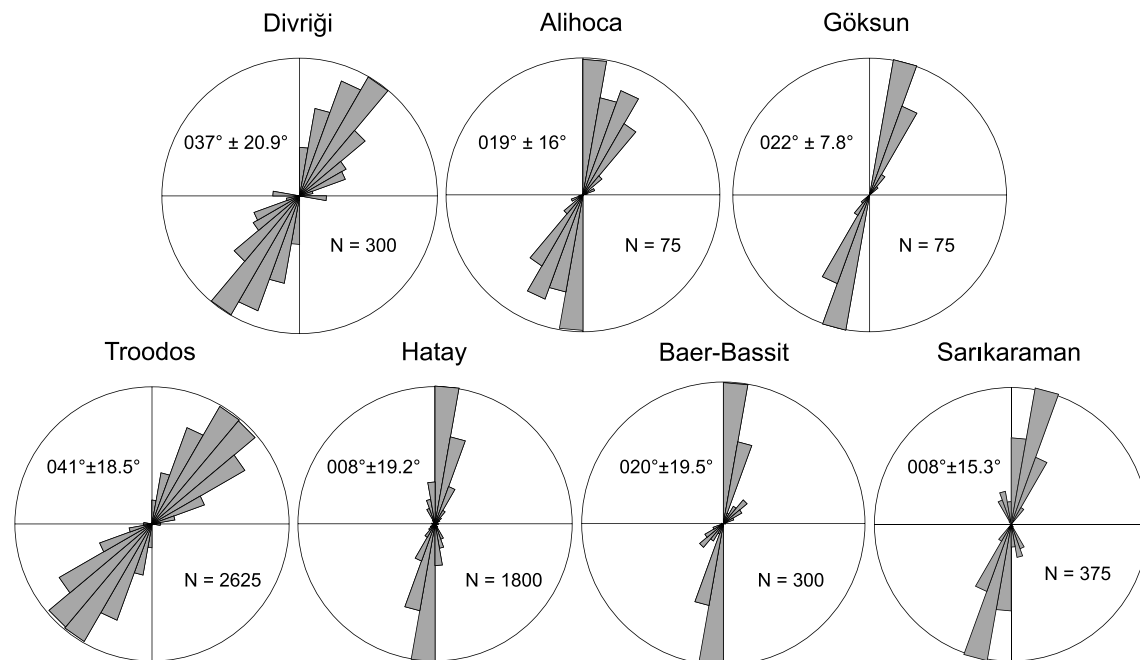 Divriği
Alihoca
Göksun
037° ± 20.9°
019° ± 16°
022° ± 7.8°
N = 300
N = 75
N = 75
Troodos
Hatay
Baer-Bassit
Sarıkaraman
041°±18.5°
008°±19.2°
020°±19.5°
008°±15.3°
N = 2625
N = 1800
N = 300
N = 375